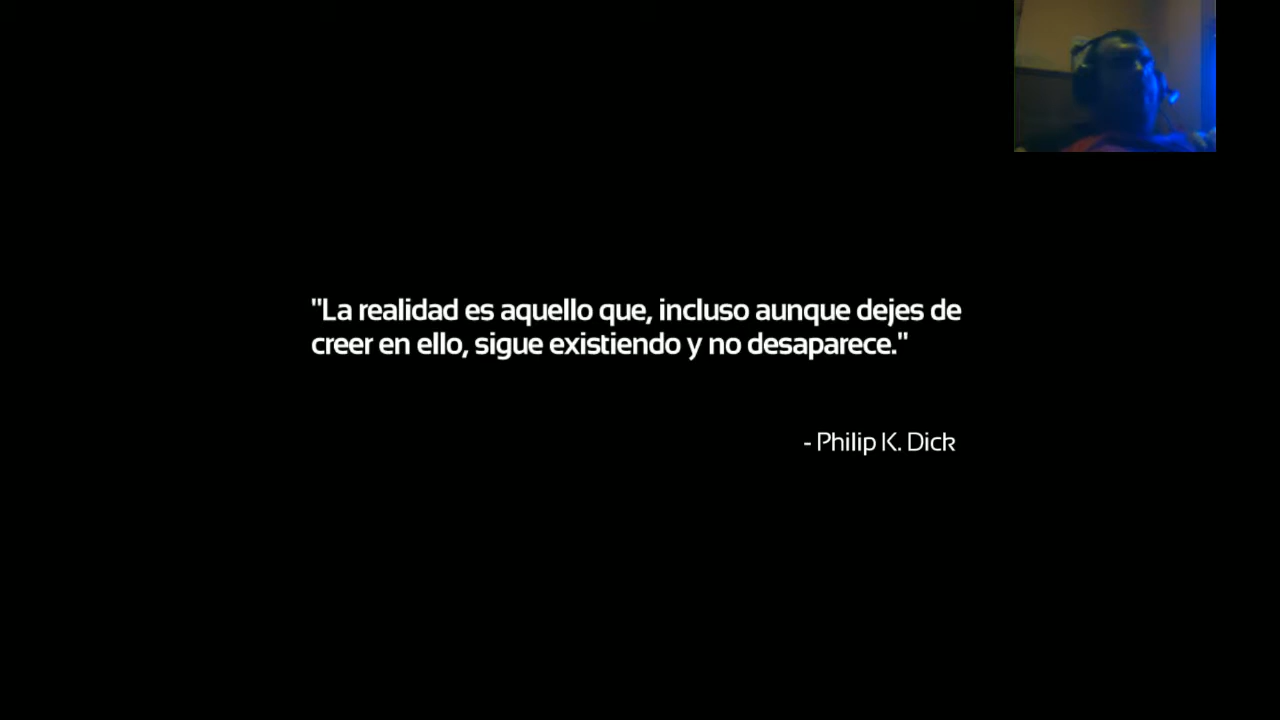 "La realidad es aquello que, incluso aunque dejes de
creer en ello, sigue existiendo y no desaparece."
- Philip K. Dick